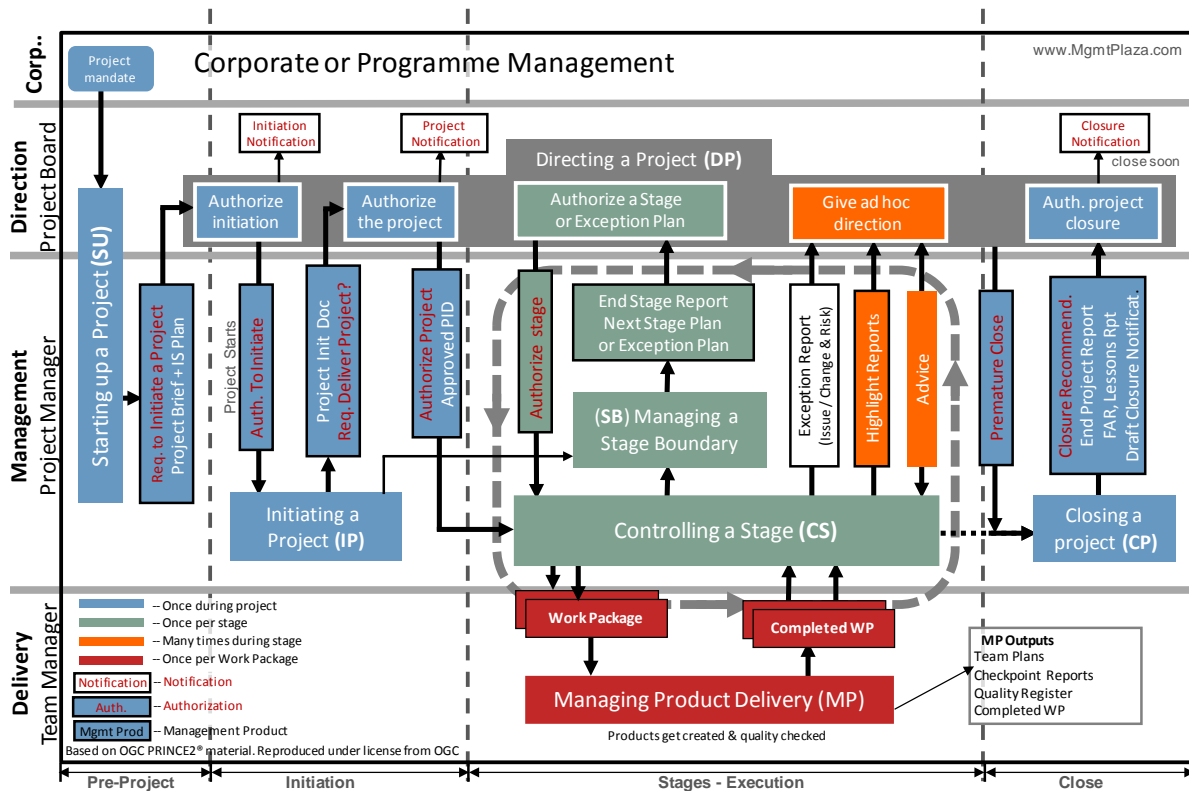 Corp..
Project
mandate
Corporate or Programme Management
www.MgmtPlaza.com
Direction
Project Board
Initiation
Notification
Project
Notification
Closure
Notification
close soon
Directing a Project (DP)
Authorize
initiation
Authorize
the project
Authorize a Stage
or Exception Plan
Give ad hoc
direction
Auth. project
closure
Management
Project Manager
Starting up a Project (SU)
Req. to Initiate a Project
Project Brief + IS Plan
Project Starts
Auth. To Initiate
Project Init Doc
Req. Deliver Project?
Authorize Project
Approved PID
Authorize stage
End Stage Report
Next Stage Plan
or Exception Plan
(SB) Managing a
Stage Boundary
Exception Report
(Issue / Change & Risk)
Highlight Reports
Advice
Premature Close
Closure Recommend.
End Project Report
FAR, Lessons Rpt
Draft Closure Notificat.
Initiating a
Project (IP)
Controlling a Stage (CS)
Closing a
project (CP)
Delivery
Team Manager
-- Once during project
-- Once per stage
-- Many times during stage
-- Once per Work Package
Notification -- Notification
Auth. -- Authorization
Mgmt Prod -- Management Product
Based on OGC PRINCE2® material. Reproduced under license from OGC
Work Package
Completed WP
Managing Product Delivery (MP)
Products get created & quality checked
MP Outputs
Team Plans
Checkpoint Reports
Quality Register
Completed WP
Pre-Project
Initiation
Stages - Execution
Close